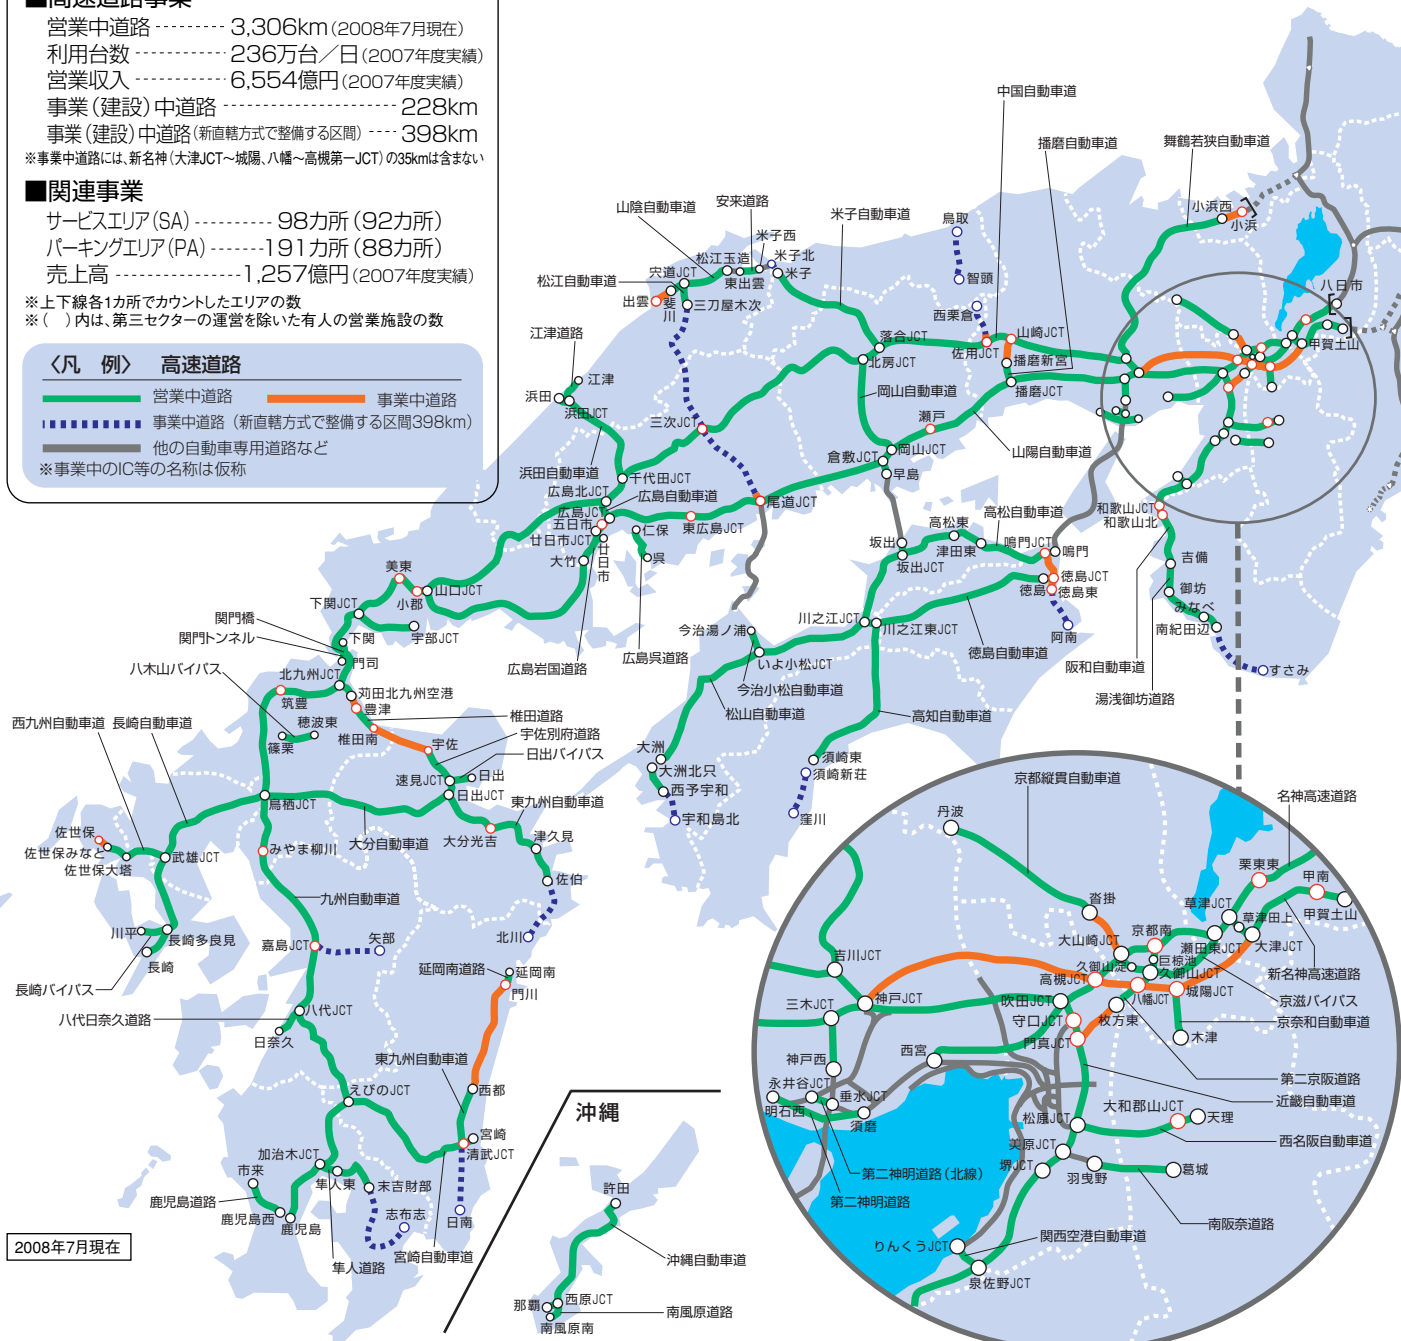 ■高速道路事業
営業中道路 3,306km(2008年7月現在)
利用台数 236万台／日(2007年度実績)
営業収入 6,554億円(2007年度実績)
事業(建設)中道路 228km
事業(建設)中道路(新直轄方式で整備する区間) 398km
※事業中道路には、新名神(大津JCT～城陽、八幡～高槻第一JCT)の35kmは含まない
■関連事業
サービスエリア(SA) 98カ所(92カ所)
パーキングエリア(PA) 191カ所(88カ所)
売上高 1,257億円(2007年度実績)
※上下線各1カ所でカウントしたエリアの数
※(　)内は、第三セクターの運営を除いた有人の営業施設の数
〈凡　例〉 高速道路
営業中道路 事業中道路
事業中道路(新直轄方式で整備する区間398km)
他の自動車専用道路など
※事業中のIC等の名称は仮称
中国自動車道
播磨自動車道
舞鶴若狭自動車道
小浜西
小浜
山陰自動車道
安来道路
米子自動車道
鳥取
智頭
松江自動車道
宍道JCT
松江玉造
東出雲
米子西
米子北
米子
出雲
斐川
三刀屋木次
西粟倉
佐用JCT
山崎JCT
播磨新宮
播磨JCT
八日市
甲賀土山
江津道路
江津
浜田
浜田JCT
浜田自動車道
落合JCT
北房JCT
岡山自動車道
瀬戸
岡山JCT
倉敷JCT
早島
山陽自動車道
三次JCT
千代田JCT
広島北JCT
広島自動車道
広島JCT
五日市
廿日市JCT
廿日市
大竹
仁保
呉
東広島JCT
尾道JCT
広島岩国道路
広島呉道路
坂出
坂出JCT
高松東
津田東
高松自動車道
鳴門JCT
鳴門
徳島JCT
徳島
徳島東
阿南
徳島自動車道
和歌山JCT
和歌山北
吉備
御坊
みなべ
南紀田辺
すさみ
阪和自動車道
湯浅御坊道路
美東
小郡
山口JCT
下関JCT
宇部JCT
関門橋
関門トンネル
下関
門司
八木山バイパス
北九州JCT
苅田北九州空港
豊津
筑豊
椎田道路
椎田南
宇佐
宇佐別府道路
日出バイパス
穂波東
篠栗
速見JCT
日出
日出JCT
東九州自動車道
西九州自動車道
長崎自動車道
鳥栖JCT
大分自動車道
大分光吉
津久見
佐伯
北川
佐世保
佐世保みなと
佐世保大塔
武雄JCT
みやま柳川
九州自動車道
嘉島JCT
矢部
川平
長崎多良見
長崎
長崎バイパス
延岡南道路
延岡南
門川
八代日奈久道路
八代JCT
日奈久
東九州自動車道
えびのJCT
西都
宮崎
清武JCT
日南
加治木JCT
隼人東
末吉財部
志布志
市来
鹿児島道路
鹿児島西
鹿児島
隼人道路
宮崎自動車道
今治湯ノ浦
いよ小松JCT
今治小松自動車道
松山自動車道
川之江JCT
川之江東JCT
高知自動車道
大洲
大洲北只
西予宇和
宇和島北
須崎東
須崎新荘
窪川
沖縄
許田
沖縄自動車道
那覇
西原JCT
南風原道路
南風原南
京都縦貫自動車道
丹波
沓掛
名神高速道路
栗東東
甲南
甲賀土山
草津JCT
草津田上
大津JCT
瀬田東JCT
新名神高速道路
京滋バイパス
京奈和自動車道
大山崎JCT
京都南
久御山淀
巨椋池
久御山JCT
高槻JCT
八幡JCT
城陽JCT
木津
吉川JCT
三木JCT
神戸JCT
神戸西
吹田JCT
守口JCT
門真JCT
枚方東
第二京阪道路
近畿自動車道
西宮
永井谷JCT
垂水JCT
明石西
須磨
第二神明道路(北線)
第二神明道路
松原JCT
大和郡山JCT
天理
西名阪自動車道
美原JCT
堺JCT
羽曳野
葛城
南阪奈道路
りんくうJCT
関西空港自動車道
泉佐野JCT
2008年7月現在